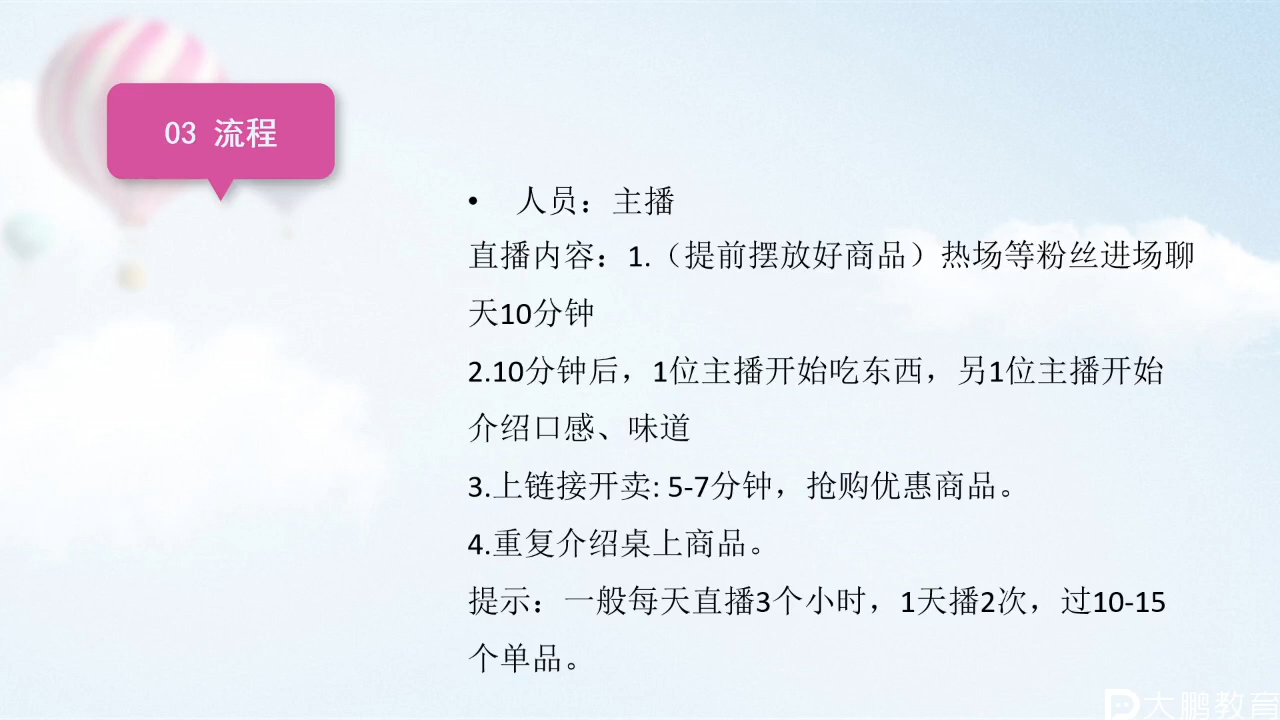 03 流程
• 人员：主播
直播内容：1.（提前摆放好商品）热场等粉丝进场聊
天10分钟
2.10分钟后，1位主播开始吃东西，另1位主播开始
介绍口感、味道
3.上链接开卖: 5-7分钟，抢购优惠商品。
4.重复介绍桌上商品。
提示：一般每天直播3个小时，1天播2次，过10-15
个单品。
大鹏教育